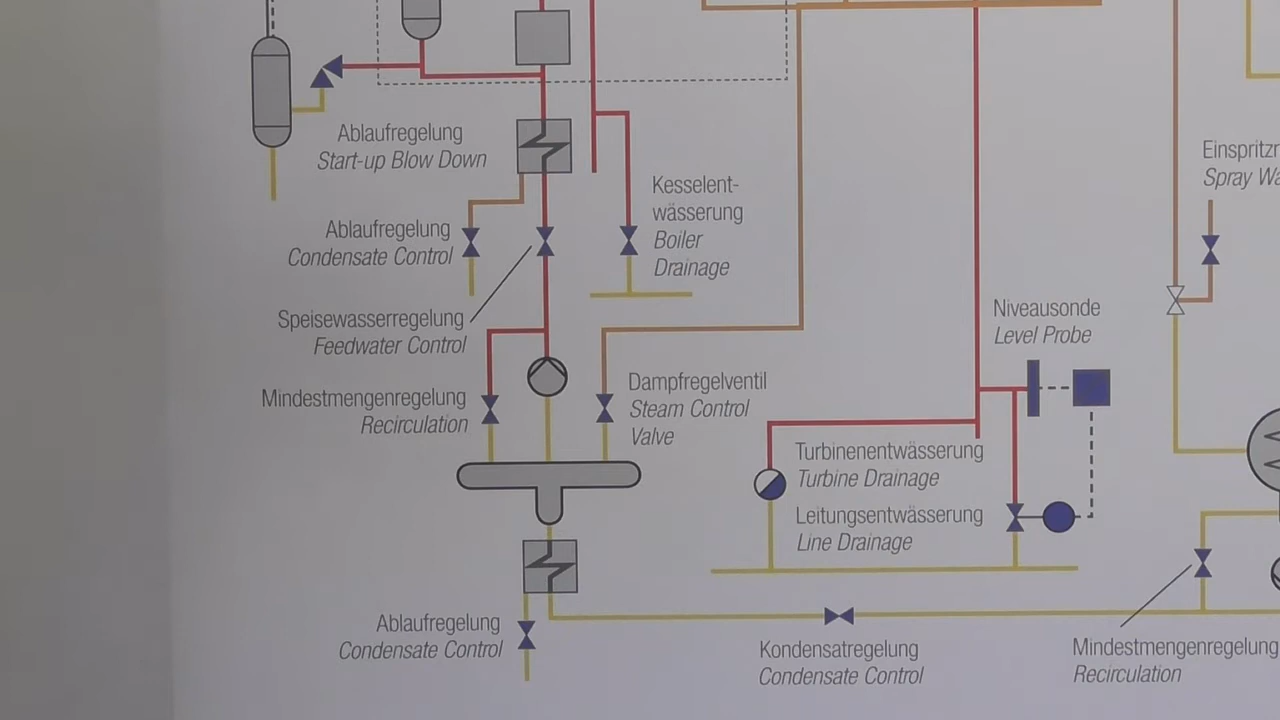 Ablaufregelung
Start-up Blow Down
Ablaufregelung
Condensate Control
Kesselent-
wässerung
Boiler
Drainage
Speisewasserregelung
Feedwater Control
Mindestmengenregelung
Recirculation
Dampfregelventil
Steam Control
Valve
Niveausonde
Level Probe
Turbinenentwässerung
Turbine Drainage
Leitungsentwässerung
Line Drainage
Ablaufregelung
Condensate Control
Kondensatregelung
Condensate Control
Mindestmengenregelung
Recirculation
Spray